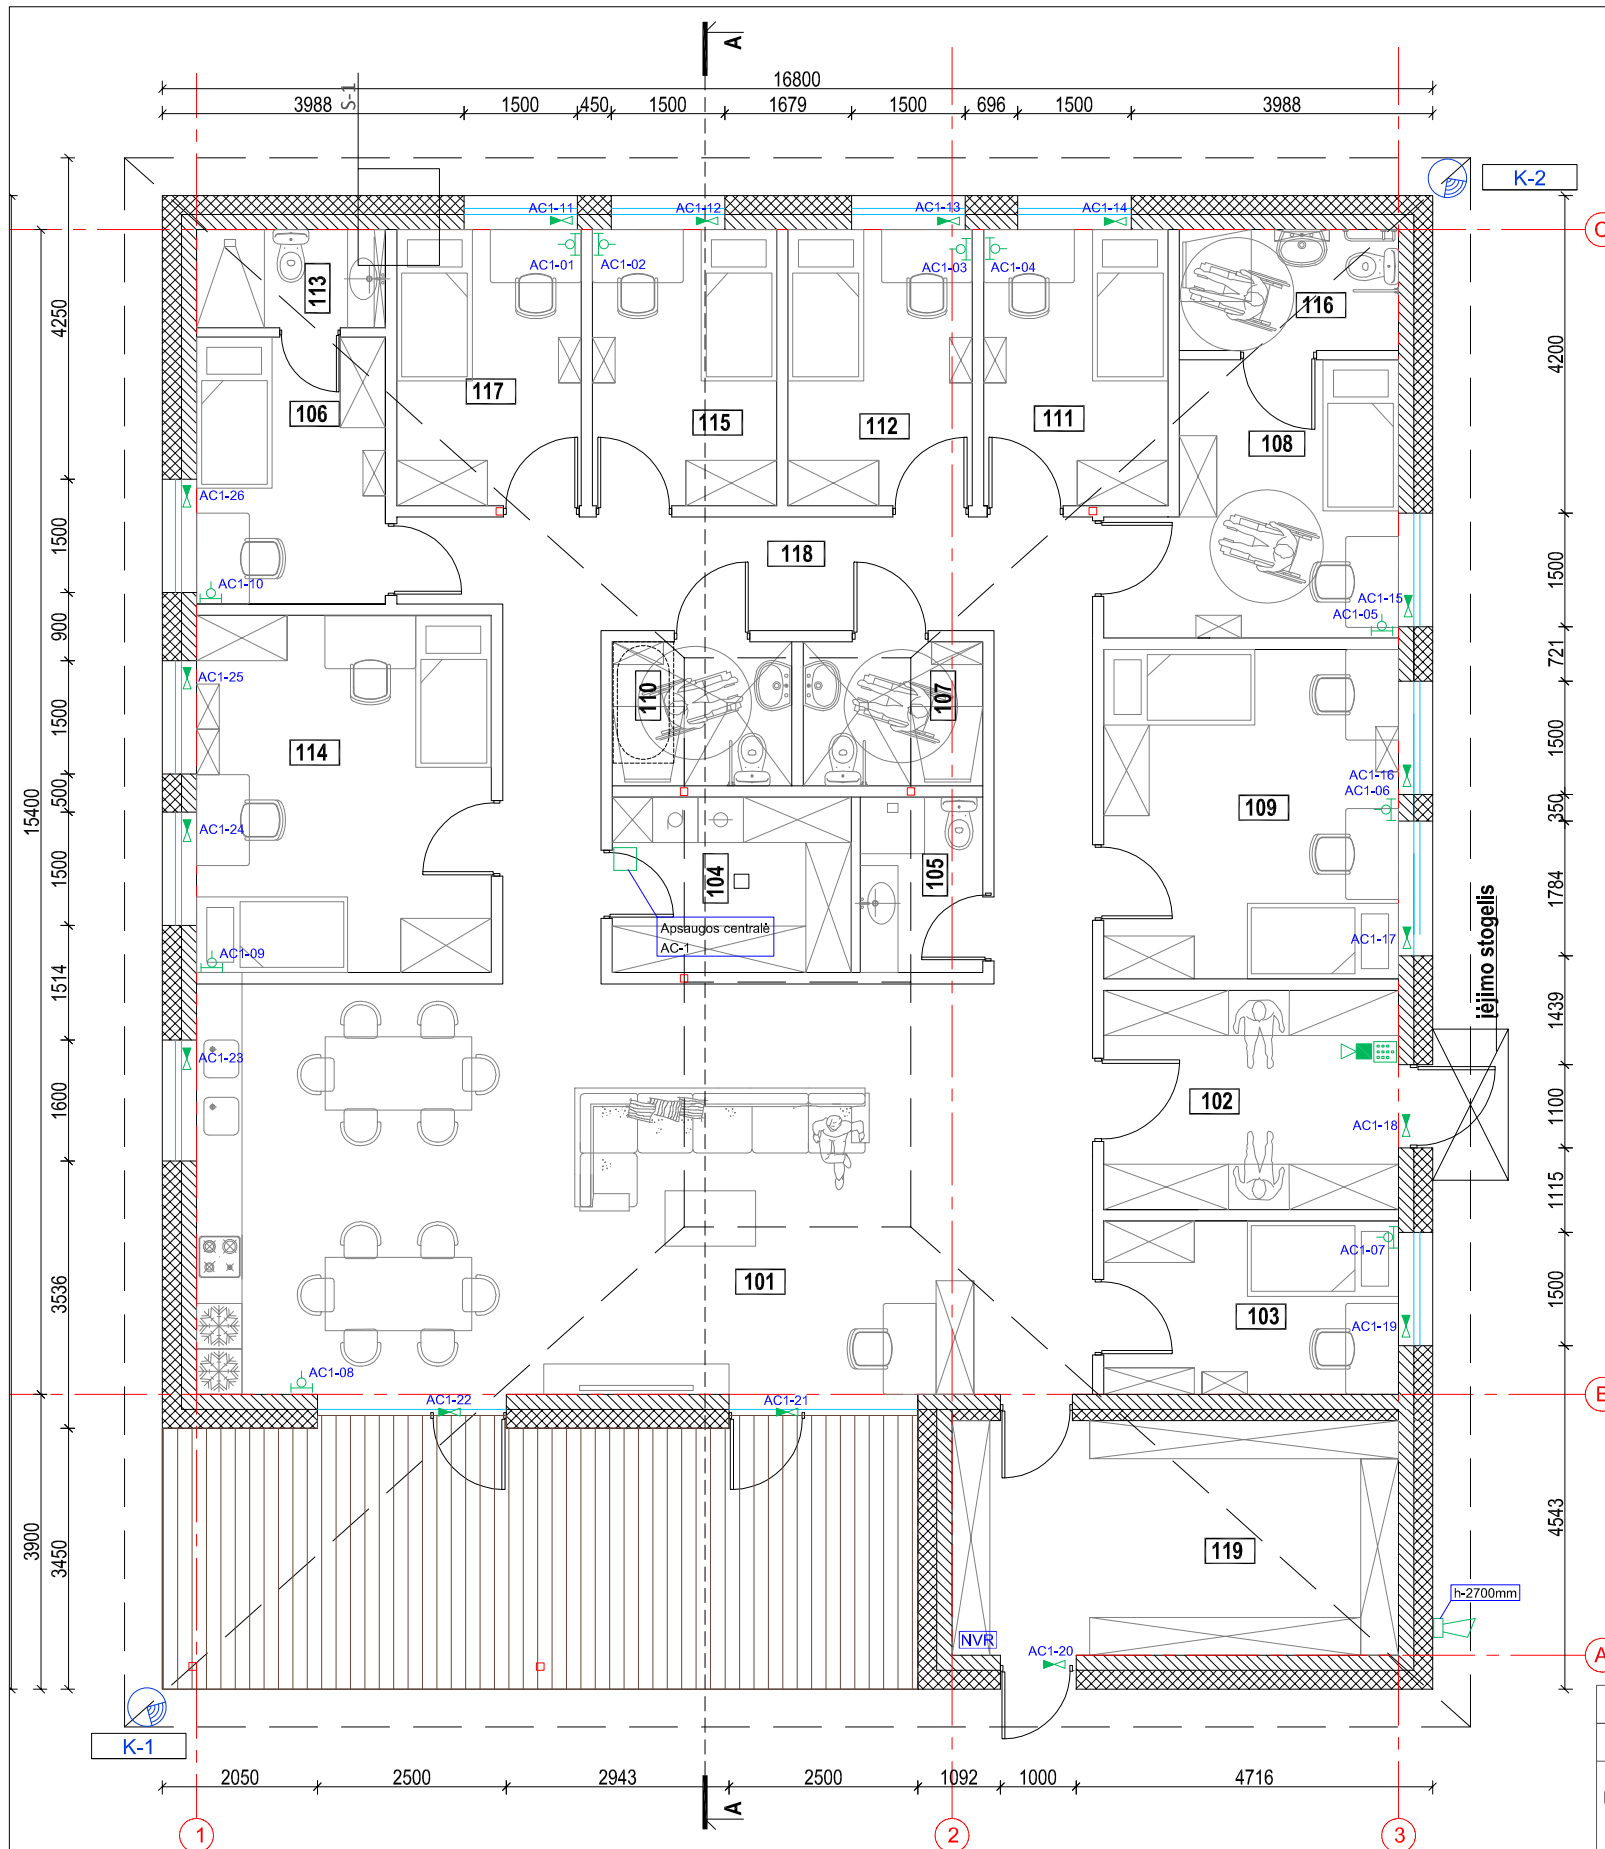 A
16800
3988 1500 450 1500 1679 1500 696 1500 3988
S-1
K-2
AC1-11 AC1-12 AC1-13 AC1-14
C
AC1-01 AC1-02 AC1-03 AC1-04
113
116
4250
4200
117
106
115
112
111
108
AC1-26
1500
118
1500
AC1-10
AC1-15
AC1-05
900
721
AC1-25
110
107
1500
114
1500
AC1-16
AC1-06
500
15400
109
350
AC1-24
1500
104
105
1784
Apsaugos centralė
AC-1
AC1-17
AC1-09
įėjimo stogelis
1514
1439
AC1-23
1600
102
1100
AC1-18
1115
AC1-07
101
3536
103
1500
AC1-19
AC1-08
AC1-22
AC1-21
B
3900
3450
119
4543
h-2700mm
NVR
AC1-20
A
K-1
2050 2500 2943 2500 1092 1000 4716
A
1 2 3